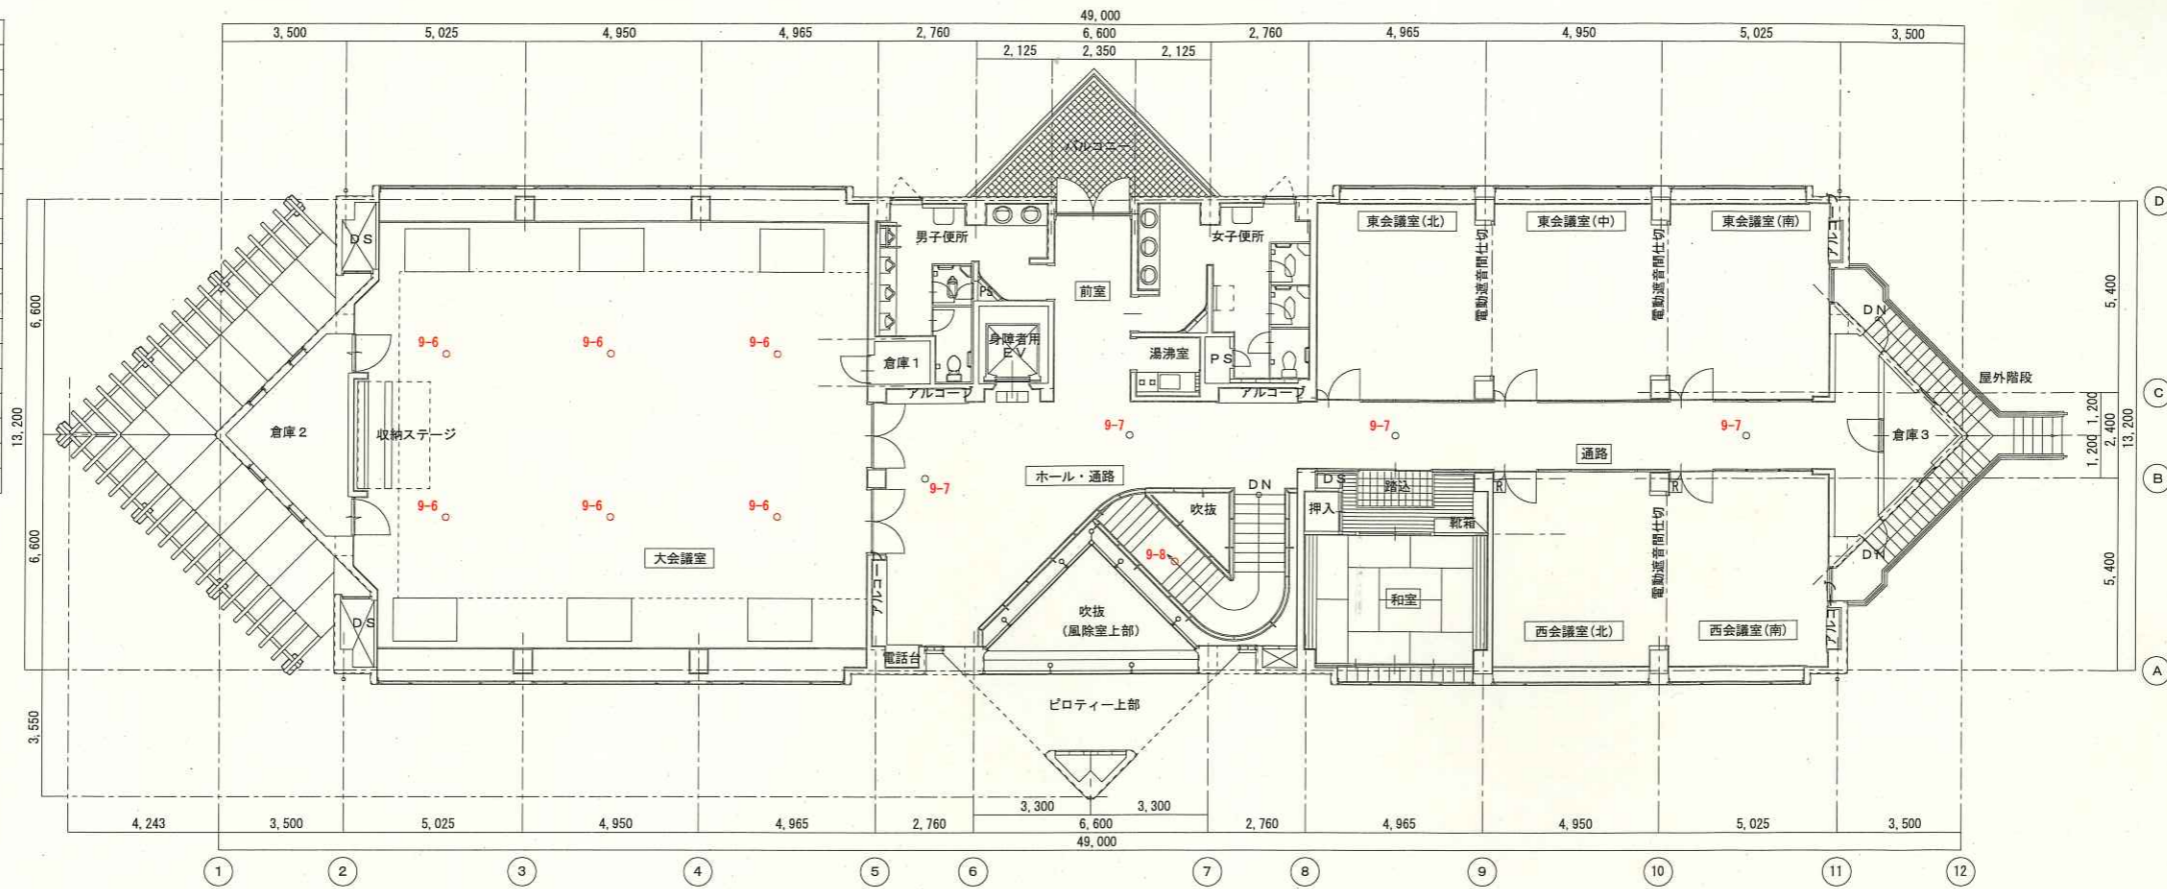 49,000
3,500 5,025 4,950 4,965 2,760 6,600 2,760 4,965 4,950 5,025 3,500
2,125 2,350 2,125
バルコニー
D
DS
男子便所
女子便所
東会議室(北)
東会議室(中)
東会議室(南)
電動遮音間仕切
電動遮音間仕切
アルコ
6,600
5,400
PS
前室
DN
9-6 9-6 9-6
倉庫1
身障者用
EV
湯沸室
PS
屋外階段
アルコーブ
アルコーブ
C
13,200
倉庫2
収納ステージ
9-7
9-7
9-7
倉庫3
1,200 1,200
2,400
13,200
通路
ホール・通路
9-7
B
9-6 9-6 9-6
DN
DS
踏込
R
R
吹抜
押入
靴箱
大会議室
9-8
DN
6,600
5,400
アルコーブ
電動遮音間仕切
和室
吹抜
(風除室上部)
DS
西会議室(北)
西会議室(南)
アルコ
電話台
A
ピロティー上部
3,550
3,300 3,300
4,243 3,500 5,025 4,950 4,965 2,760 6,600 2,760 4,965 4,950 5,025 3,500
49,000
1 2 3 4 5 6 7 8 9 10 11 12